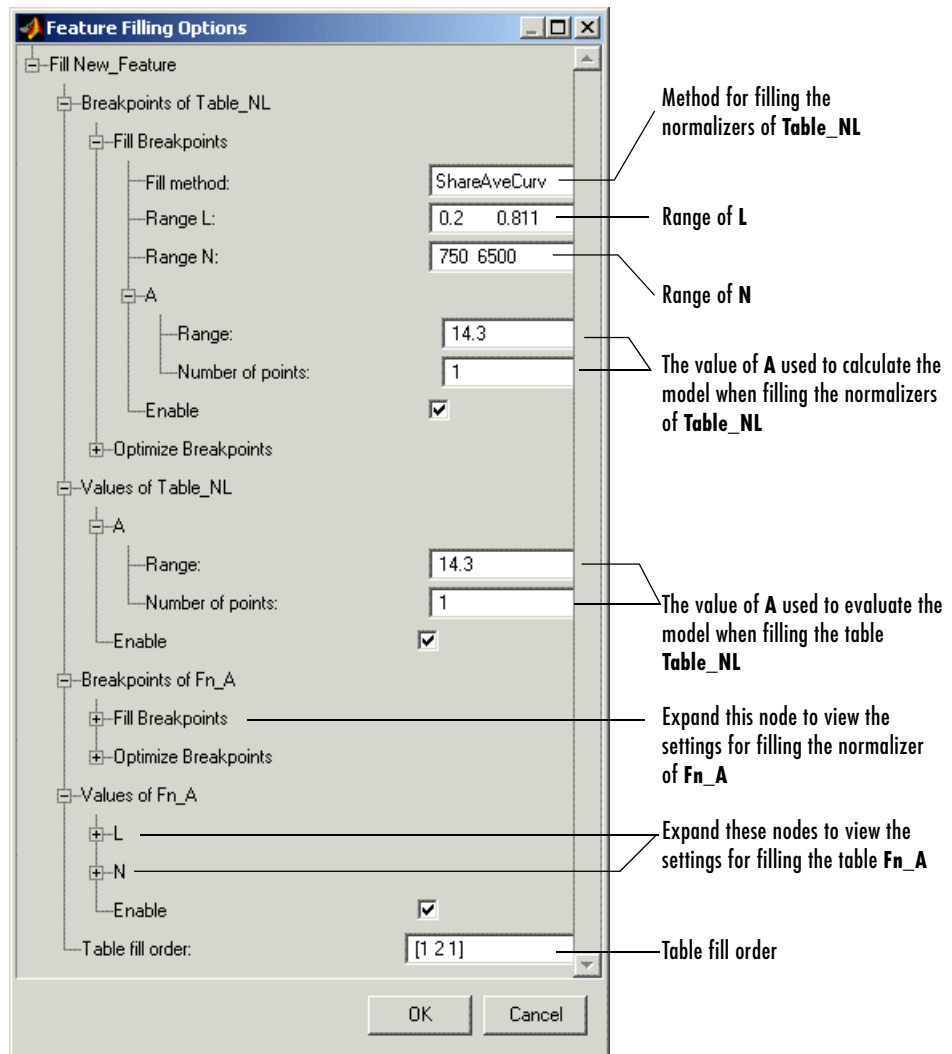 Feature Filling Options
Fill New_Feature
Breakpoints of Table_NL
Fill Breakpoints
Fill method: ShareAveCurv
Range L: 0.2 0.811
Range N: 750 6500
A
Range: 14.3
Number of points: 1
Enable
Optimize Breakpoints
Values of Table_NL
A
Range: 14.3
Number of points: 1
Enable
Breakpoints of Fn_A
Fill Breakpoints
Optimize Breakpoints
Values of Fn_A
L
N
Enable
Table fill order: [1 2 1]
OK Cancel
Method for filling the
normalizers of Table_NL
Range of L
Range of N
The value of A used to calculate the
model when filling the normalizers
of Table_NL
The value of A used to evaluate the
model when filling the table
Table_NL
Expand this node to view the
settings for filling the normalizer
of Fn_A
Expand these nodes to view the
settings for filling the table Fn_A
Table fill order